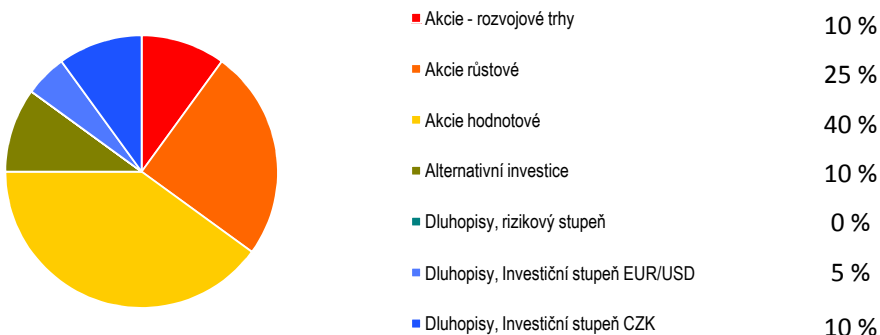 Akcie - rozvojové trhy 10 %
Akcie růstové 25 %
Akcie hodnotové 40 %
Alternativní investice 10 %
Dluhopisy, rizikový stupeň 0 %
Dluhopisy, Investiční stupeň EUR/USD 5 %
Dluhopisy, Investiční stupeň CZK 10 %